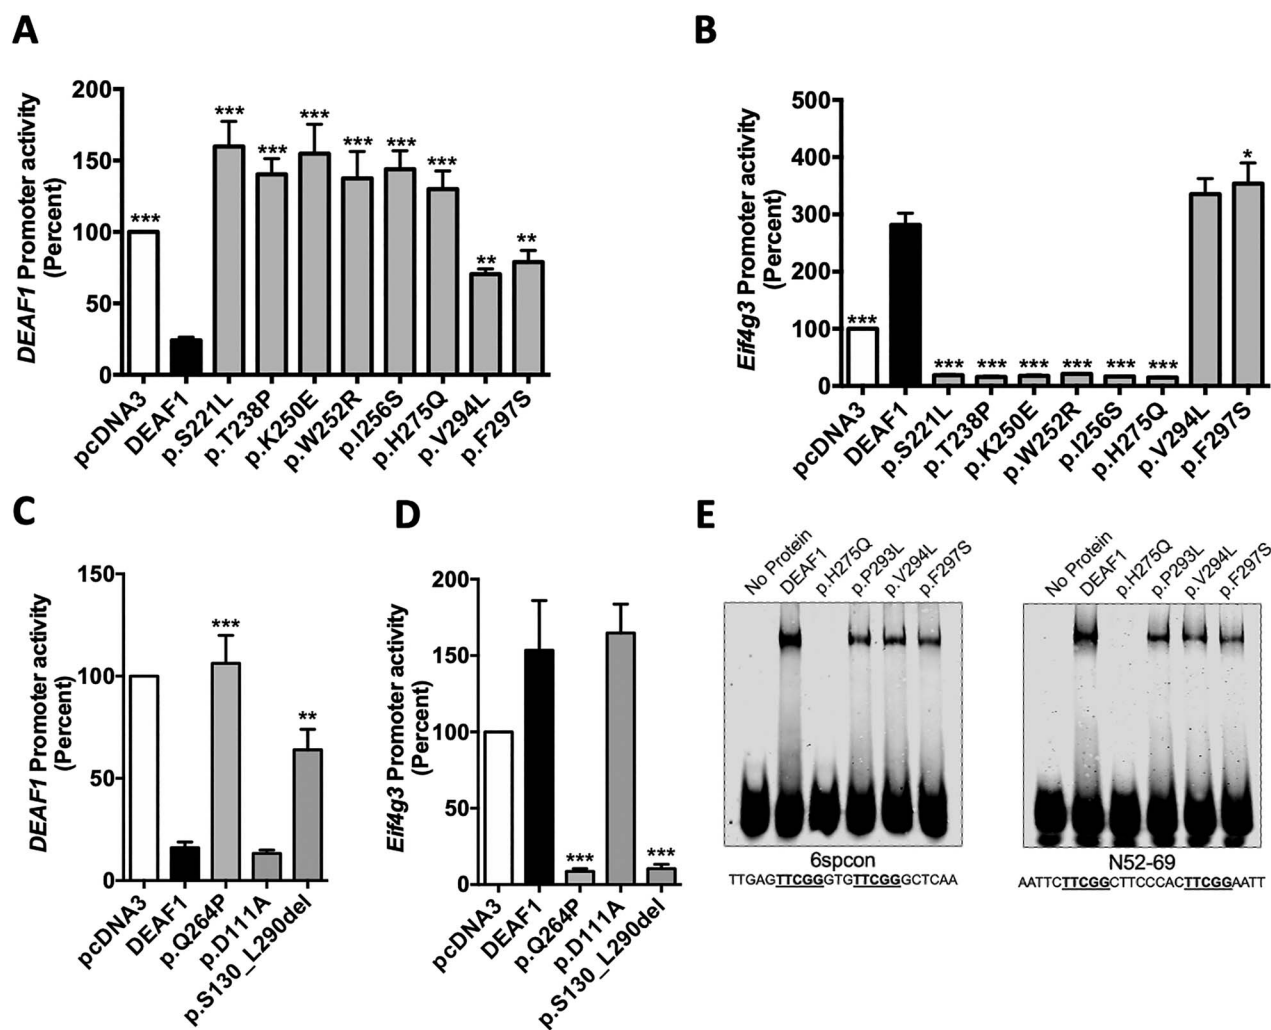 A
DEAF1 Promoter activity
(Percent)
200
150
100
50
0
***
***
***
***
***
***
***
**
**
pcDNA3
DEAF1
p.S221L
p.T238P
p.K250E
p.W252R
p.I256S
p.H275Q
p.V294L
p.F297S
B
Eif4g3 Promoter activity
(Percent)
500
400
300
200
100
0
***
***
***
***
***
***
***
*
pcDNA3
DEAF1
p.S221L
p.T238P
p.K250E
p.W252R
p.I256S
p.H275Q
p.V294L
p.F297S
C
DEAF1 Promoter activity
(Percent)
150
100
50
0
***
**
pcDNA3
DEAF1
p.Q264P
p.D111A
p.S130_L290del
D
Eif4g3 Promoter activity
(Percent)
200
150
100
50
0
***
***
pcDNA3
DEAF1
p.Q264P
p.D111A
p.S130_L290del
E
No Protein
DEAF1
p.H275Q
p.P293L
p.V294L
p.F297S
6spcon
TTGAGTTCGGGTGTTCGGGCTCAA
No Protein
DEAF1
p.H275Q
p.P293L
p.V294L
p.F297S
N52-69
AATTCTTCGGCTTCCCACTTCGGAATT